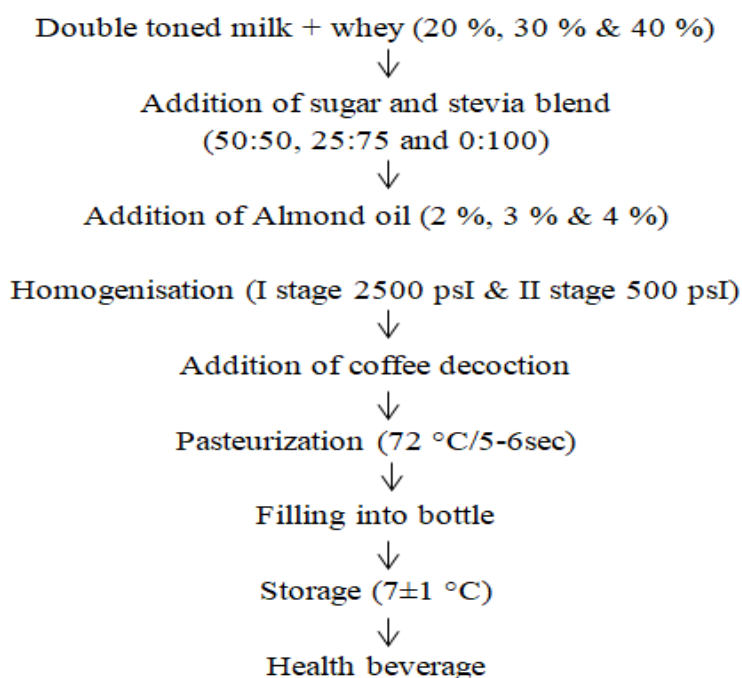 Double toned milk + whey (20 %, 30 % & 40 %)
↓
Addition of sugar and stevia blend
(50:50, 25:75 and 0:100)
↓
Addition of Almond oil (2 %, 3 % & 4 %)
Homogenisation (I stage 2500 psI & II stage 500 psI)
↓
Addition of coffee decoction
↓
Pasteurization (72 °C/5-6sec)
↓
Filling into bottle
↓
Storage (7±1 °C)
↓
Health beverage